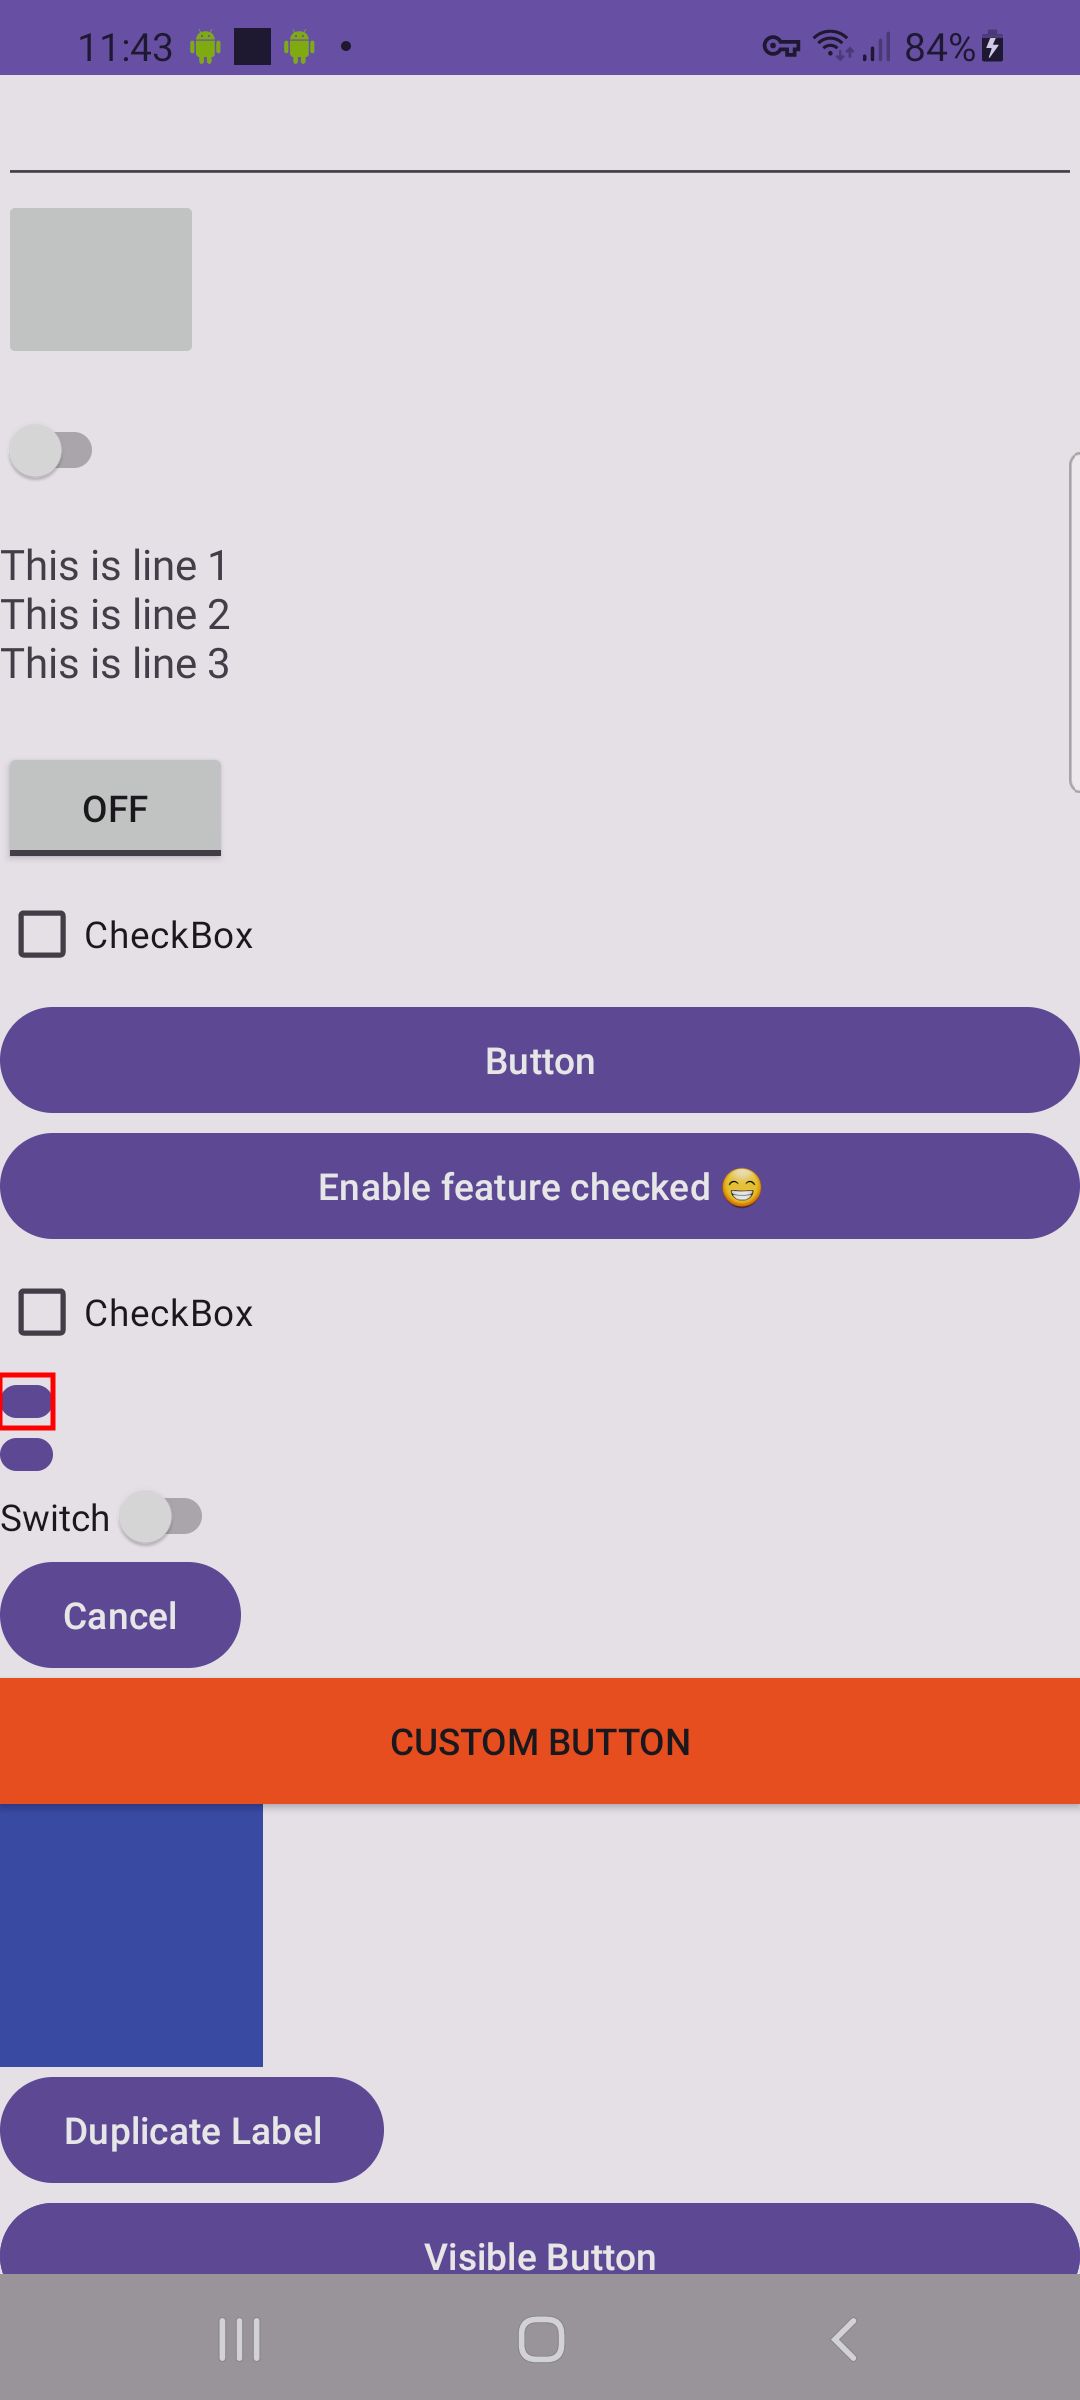 11:43
84%
This is line 1
This is line 2
This is line 3
OFF
CheckBox
Button
Enable feature checked 😁
CheckBox
Switch
Cancel
CUSTOM BUTTON
Duplicate Label
Visible Button